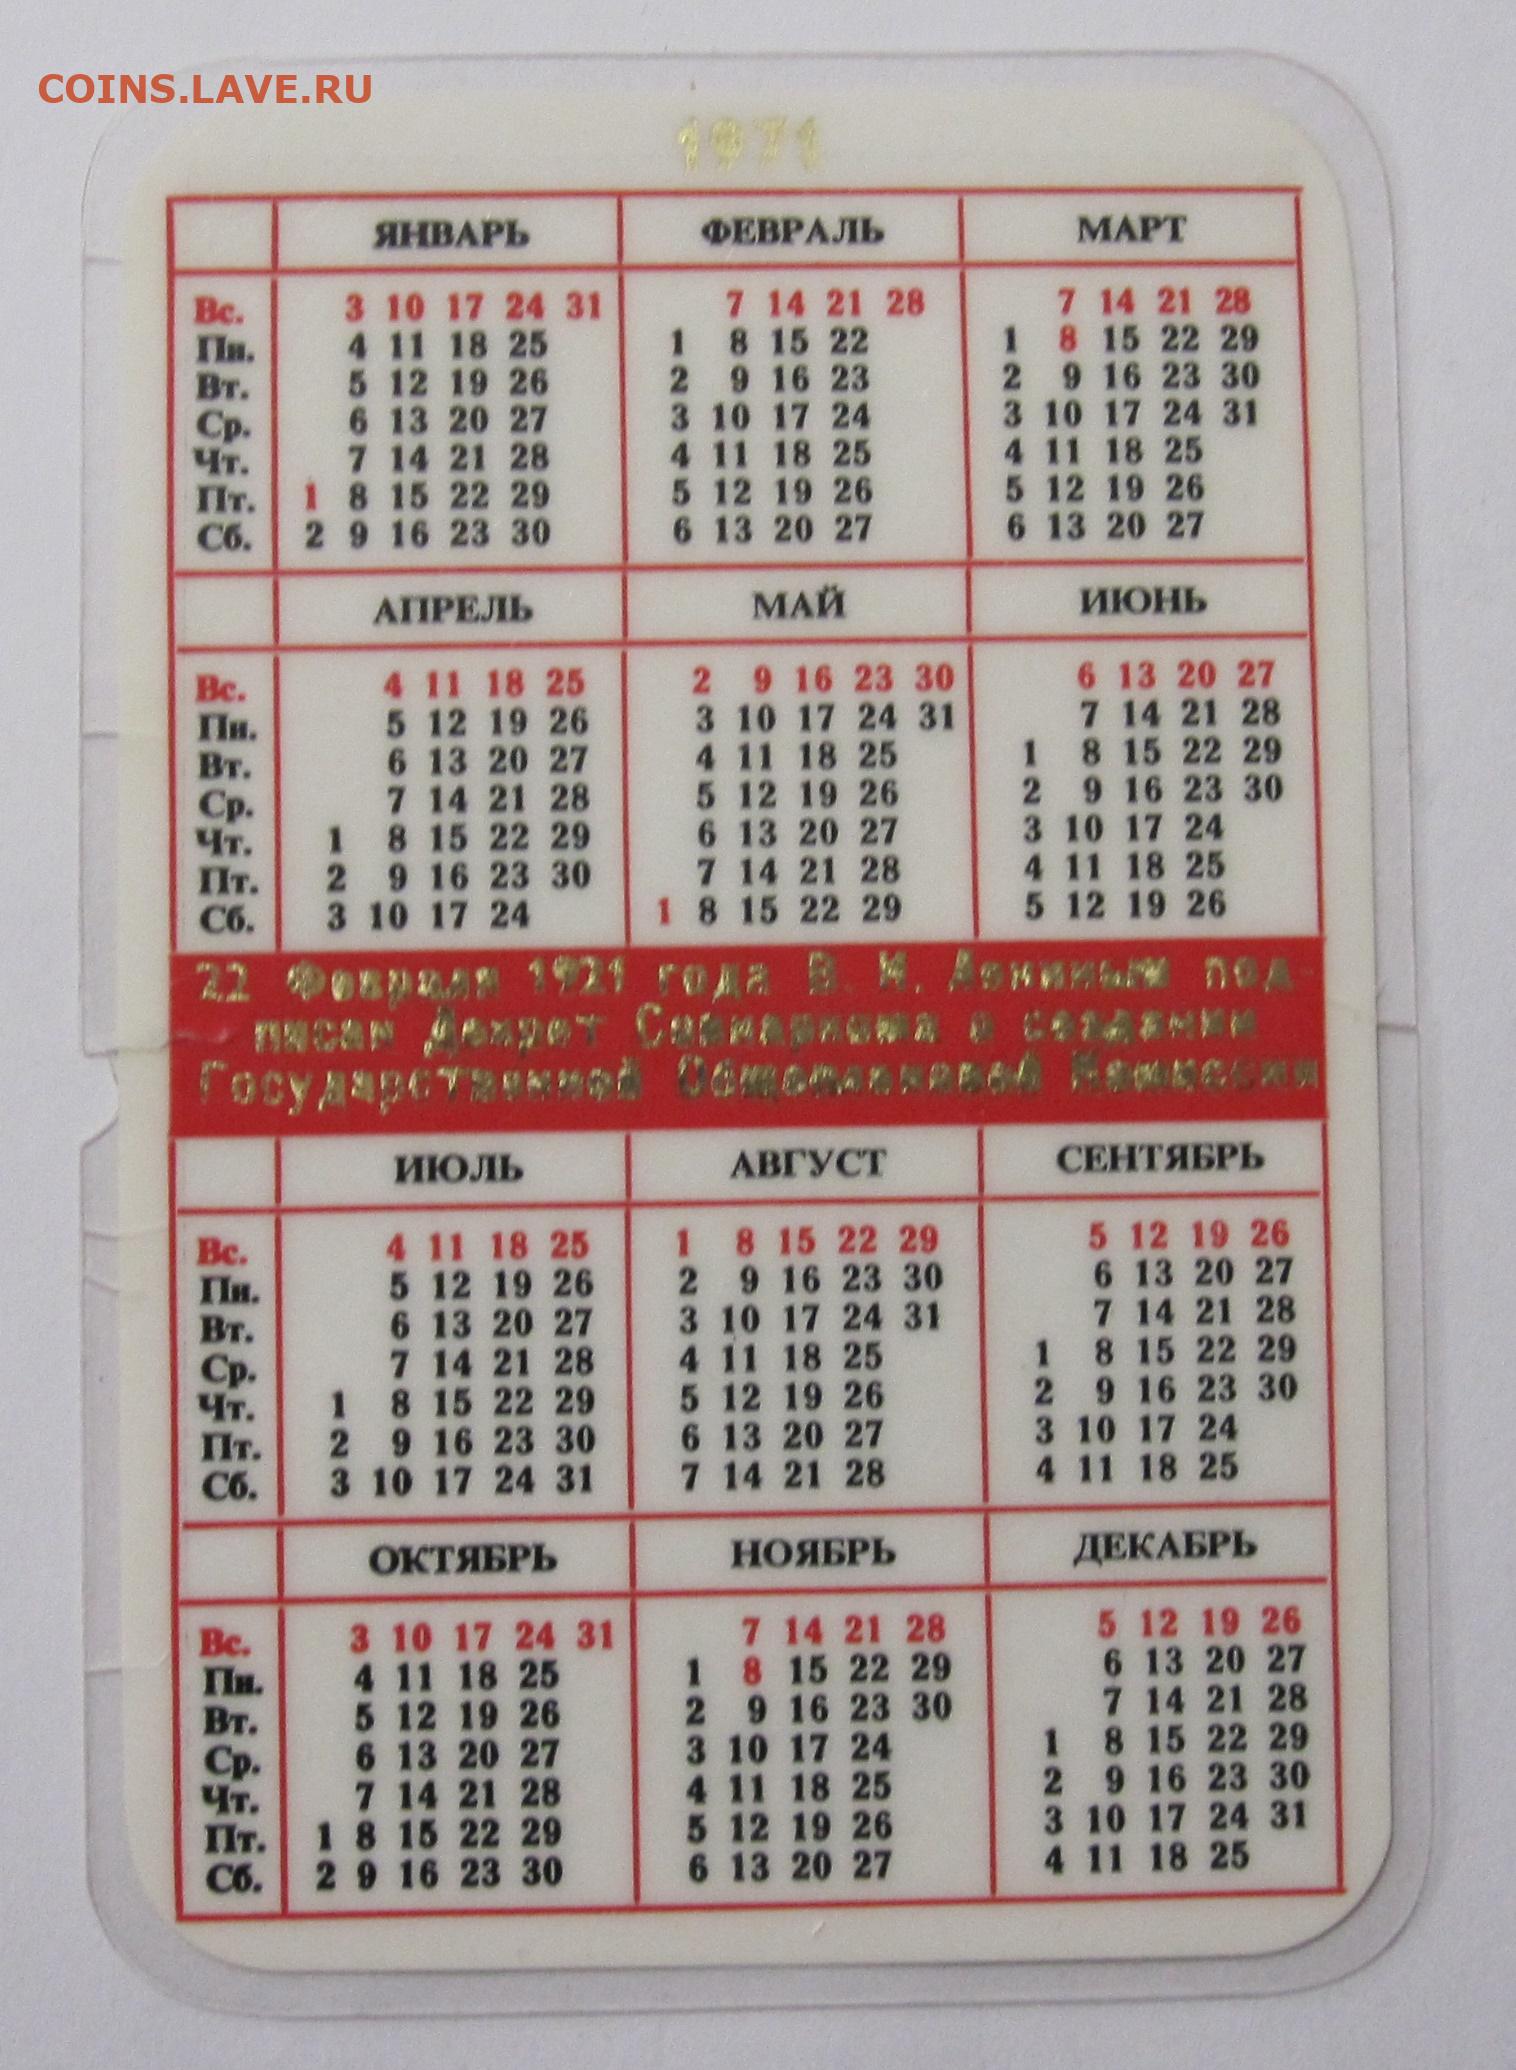 COINS.LAVE.RU
1971
ЯНВАРЬ ФЕВРАЛЬ МАРТ
Вс. 3 10 17 24 31 7 14 21 28 7 14 21 28
Пн. 4 11 18 25 1 8 15 22 1 8 15 22 29
Вт. 5 12 19 26 2 9 16 23 2 9 16 23 30
Ср. 6 13 20 27 3 10 17 24 3 10 17 24 31
Чт. 7 14 21 28 4 11 18 25 4 11 18 25
Пт. 1 8 15 22 29 5 12 19 26 5 12 19 26
Сб. 2 9 16 23 30 6 13 20 27 6 13 20 27
АПРЕЛЬ МАЙ ИЮНЬ
Вс. 4 11 18 25 2 9 16 23 30 6 13 20 27
Пн. 5 12 19 26 3 10 17 24 31 7 14 21 28
Вт. 6 13 20 27 4 11 18 25 1 8 15 22 29
Ср. 7 14 21 28 5 12 19 26 2 9 16 23 30
Чт. 1 8 15 22 29 6 13 20 27 3 10 17 24
Пт. 2 9 16 23 30 7 14 21 28 4 11 18 25
Сб. 3 10 17 24 1 8 15 22 29 5 12 19 26
22 Февраля 1921 года В. И. Лениным под-
писан Декрет Совнаркома о создании
Государственной Общеплановой Комиссии
ИЮЛЬ АВГУСТ СЕНТЯБРЬ
Вс. 4 11 18 25 1 8 15 22 29 5 12 19 26
Пн. 5 12 19 26 2 9 16 23 30 6 13 20 27
Вт. 6 13 20 27 3 10 17 24 31 7 14 21 28
Ср. 7 14 21 28 4 11 18 25 1 8 15 22 29
Чт. 1 8 15 22 29 5 12 19 26 2 9 16 23 30
Пт. 2 9 16 23 30 6 13 20 27 3 10 17 24
Сб. 3 10 17 24 31 7 14 21 28 4 11 18 25
ОКТЯБРЬ НОЯБРЬ ДЕКАБРЬ
Вс. 3 10 17 24 31 7 14 21 28 5 12 19 26
Пн. 4 11 18 25 1 8 15 22 29 6 13 20 27
Вт. 5 12 19 26 2 9 16 23 30 7 14 21 28
Ср. 6 13 20 27 3 10 17 24 1 8 15 22 29
Чт. 7 14 21 28 4 11 18 25 2 9 16 23 30
Пт. 1 8 15 22 29 5 12 19 26 3 10 17 24 31
Сб. 2 9 16 23 30 6 13 20 27 4 11 18 25